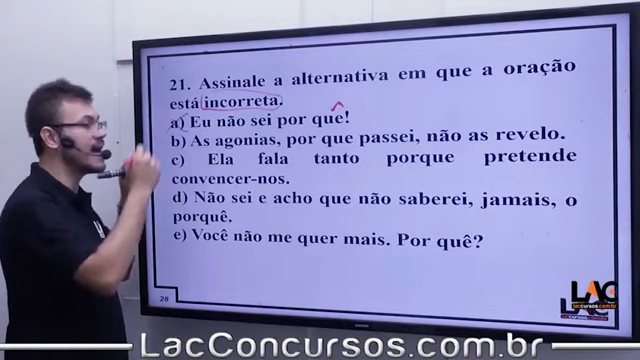 21. Assinale a alternativa em que a oração
está incorreta.
a) Eu não sei por que!
b) As agonias, por que passei, não as revelo.
c) Ela fala tanto porque pretende
convencer-nos.
d) Não sei e acho que não saberei, jamais, o
porquê.
e) Você não me quer mais. Por quê?
20
LAC
LacConcursos.com.br